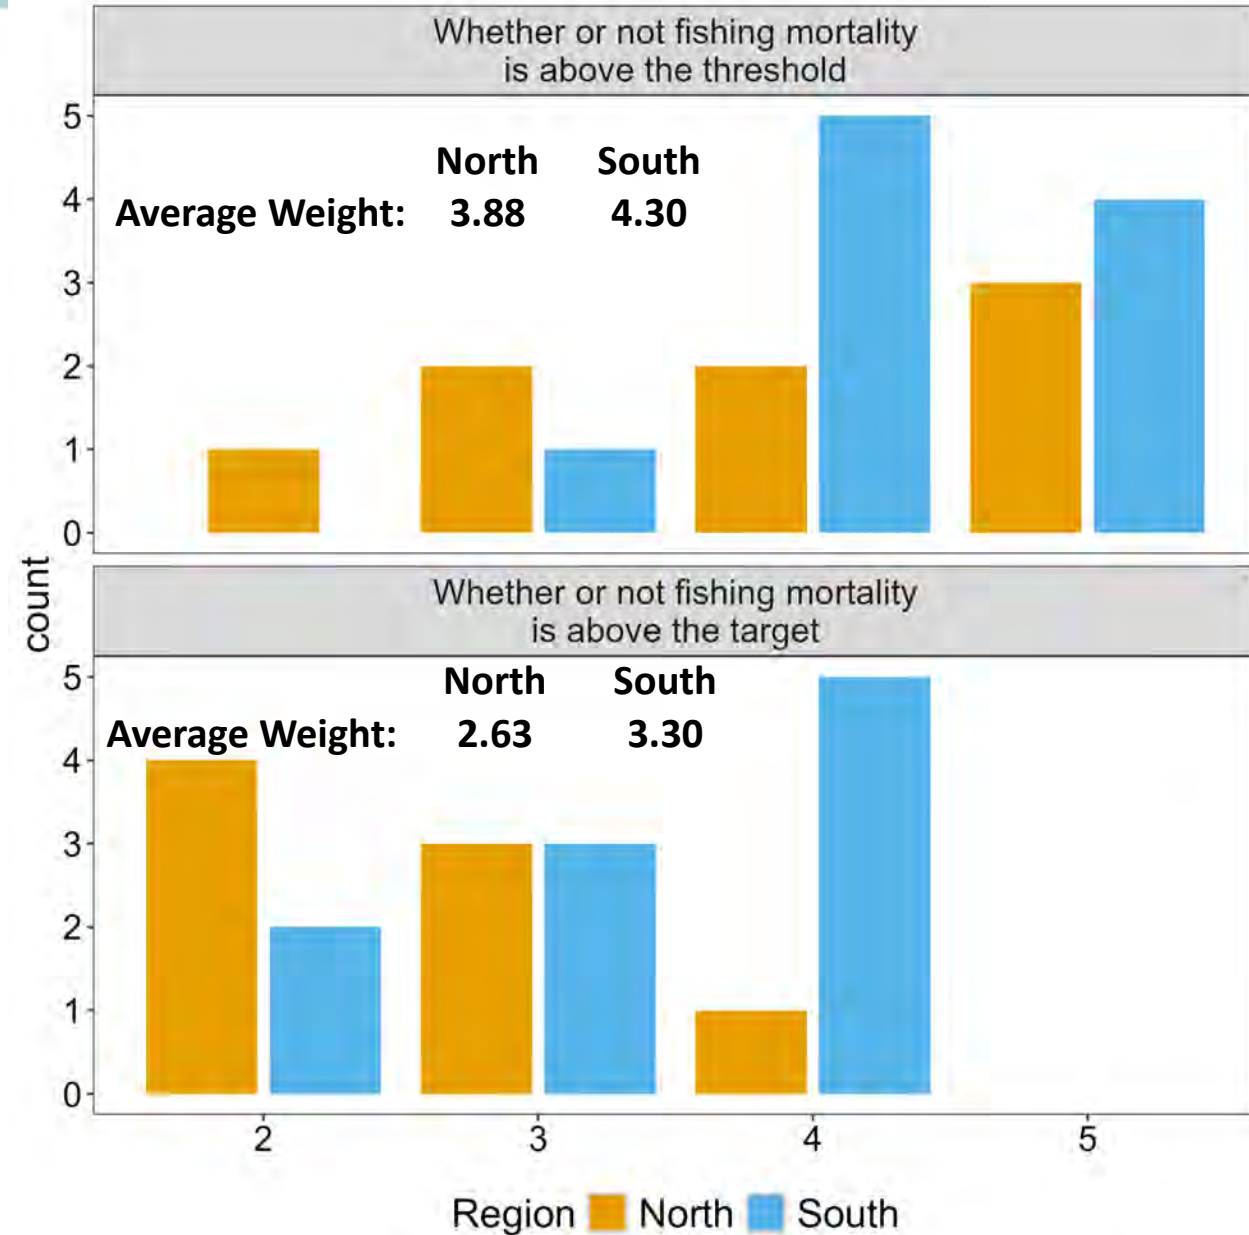 Whether or not fishing mortality
is above the threshold
5
North South
4
Average Weight: 3.88 4.30
3
2
1
0
count
Whether or not fishing mortality
is above the target
5
North South
Average Weight: 2.63 3.30
4
3
2
1
0
2 3 4 5
Region North South